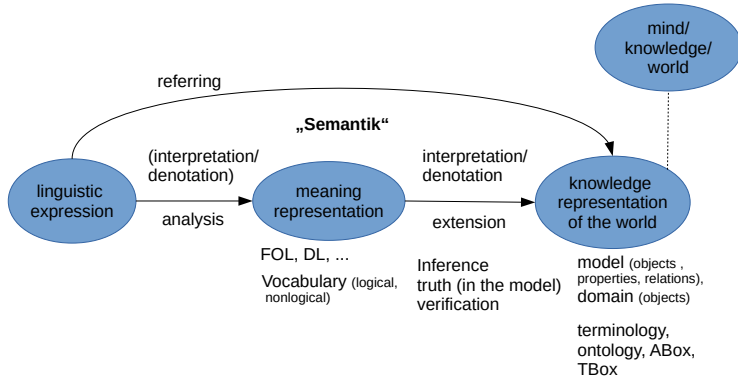 mind/
knowledge/
world
referring
„Semantik“
(interpretation/
denotation)
interpretation/
denotation
linguistic
expression
meaning
representation
knowledge
representation
of the world
analysis
extension
FOL, DL, ...
Vocabulary (logical,
nonlogical)
Inference
truth (in the model)
verification
model (objects ,
properties, relations),
domain (objects)
terminology,
ontology, ABox,
TBox